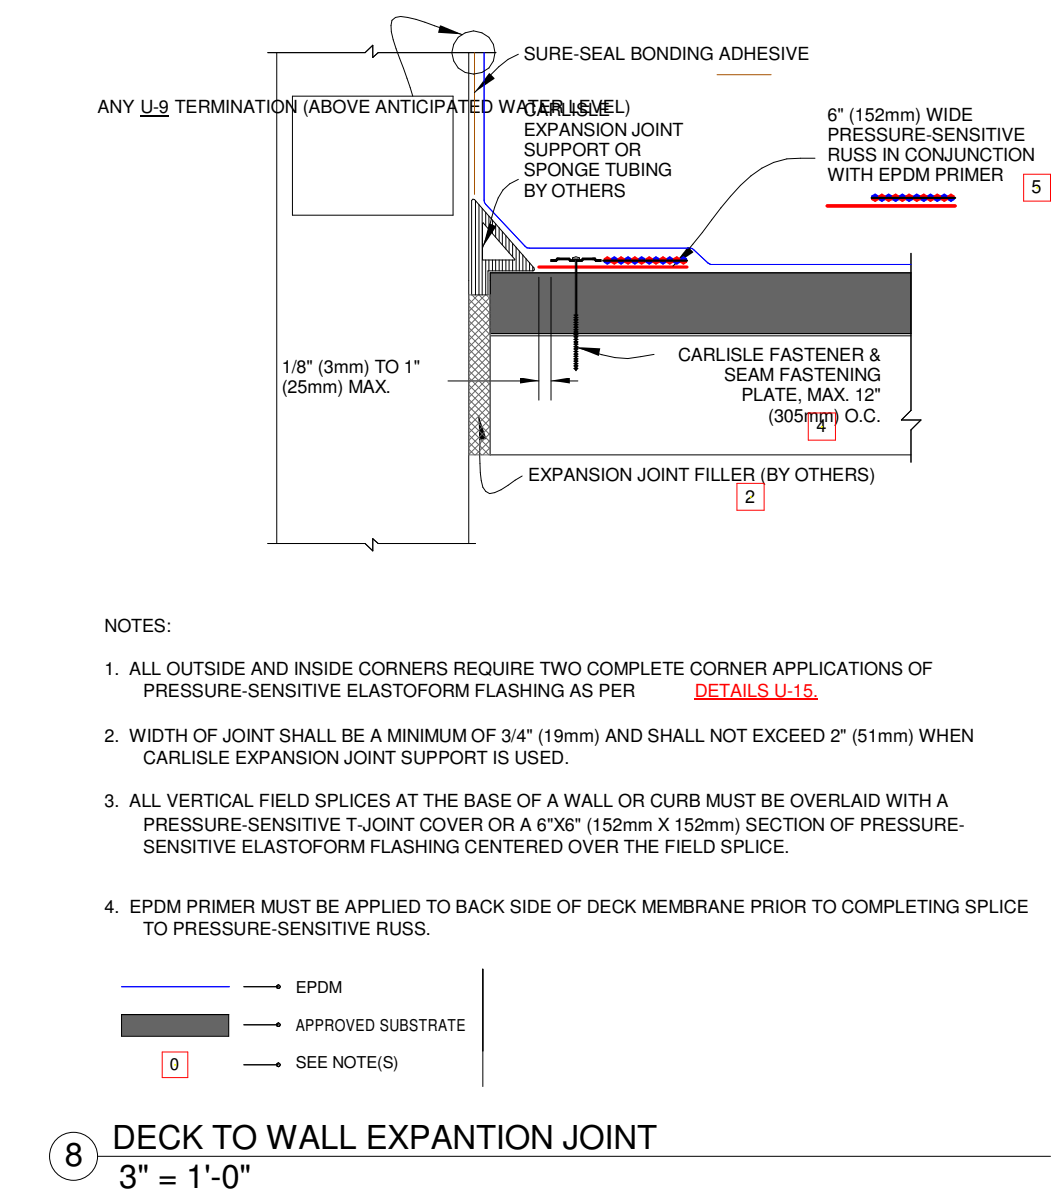 SURE-SEAL BONDING ADHESIVE
ANY U-9 TERMINATION (ABOVE ANTICIPATED WATER LEVEL)
CARLISLE
EXPANSION JOINT
SUPPORT OR
SPONGE TUBING
BY OTHERS
6" (152mm) WIDE
PRESSURE-SENSITIVE
RUSS IN CONJUNCTION
WITH EPDM PRIMER
5
1/8" (3mm) TO 1"
(25mm) MAX.
CARLISLE FASTENER &
SEAM FASTENING
PLATE, MAX. 12"
(305mm) O.C.
4
EXPANSION JOINT FILLER (BY OTHERS)
2
NOTES:
1. ALL OUTSIDE AND INSIDE CORNERS REQUIRE TWO COMPLETE CORNER APPLICATIONS OF
PRESSURE-SENSITIVE ELASTOFORM FLASHING AS PER DETAILS U-15.
2. WIDTH OF JOINT SHALL BE A MINIMUM OF 3/4" (19mm) AND SHALL NOT EXCEED 2" (51mm) WHEN
CARLISLE EXPANSION JOINT SUPPORT IS USED.
3. ALL VERTICAL FIELD SPLICES AT THE BASE OF A WALL OR CURB MUST BE OVERLAID WITH A
PRESSURE-SENSITIVE T-JOINT COVER OR A 6"X6" (152mm X 152mm) SECTION OF PRESSURE-
SENSITIVE ELASTOFORM FLASHING CENTERED OVER THE FIELD SPLICE.
4. EPDM PRIMER MUST BE APPLIED TO BACK SIDE OF DECK MEMBRANE PRIOR TO COMPLETING SPLICE
TO PRESSURE-SENSITIVE RUSS.
EPDM
APPROVED SUBSTRATE
0 SEE NOTE(S)
8 DECK TO WALL EXPANTION JOINT
3" = 1'-0"